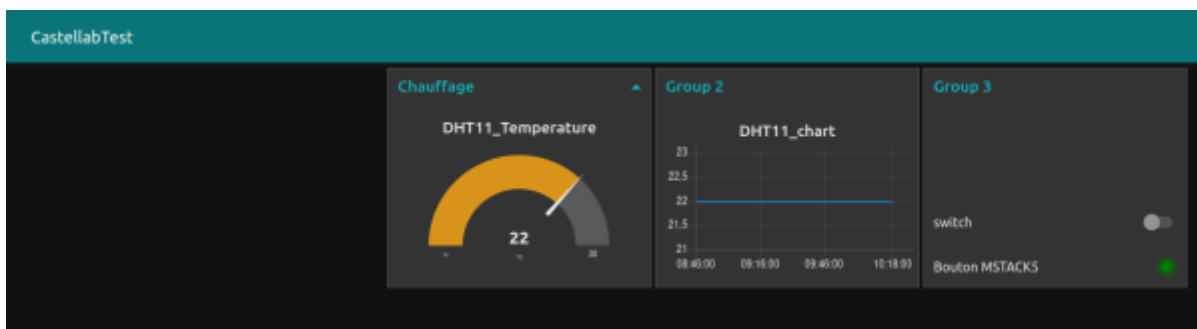 CastellabTest
Chauffage
DHT11_Temperature
22
Group 2
DHT11_chart
23
22,5
22
21,5
21
08:46:00 09:16:00 09:46:00 10:18:00
Group 3
switch
Bouton MSTACK5